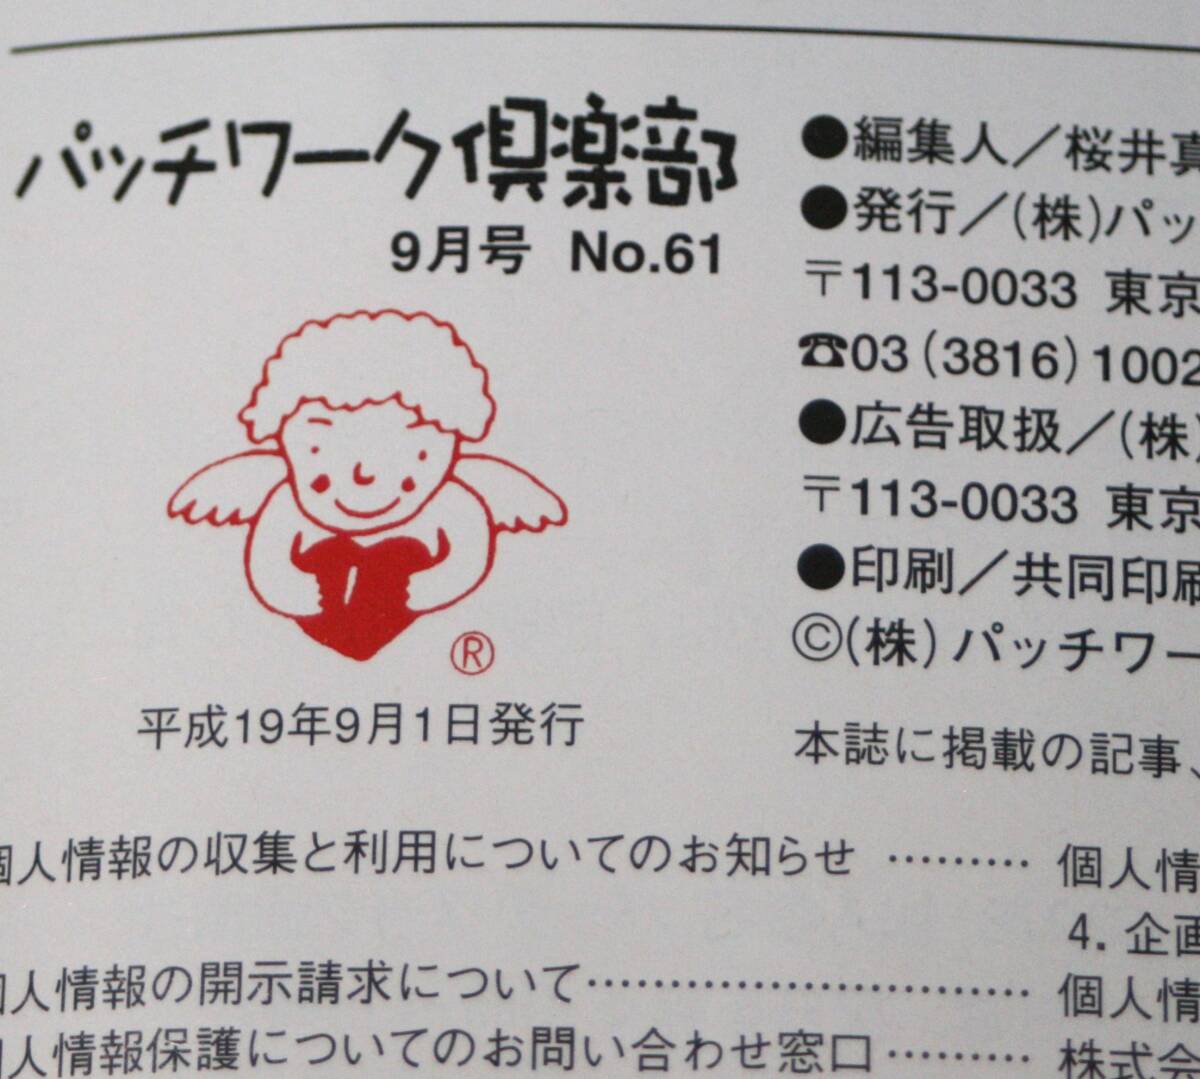 パッチワーク倶楽部
9月号 No.61
®
平成19年9月1日発行
●編集人／桜井真
●発行／(株)パッ
〒113-0033 東京
☎03(3816)1002
●広告取扱／(株)
〒113-0033 東京
●印刷／共同印刷
©(株)パッチワー
本誌に掲載の記事、
個人情報の収集と利用についてのお知らせ ……… 個人情
4. 企画
個人情報の開示請求について……………………… 個人情
個人情報保護についてのお問い合わせ窓口……… 株式会